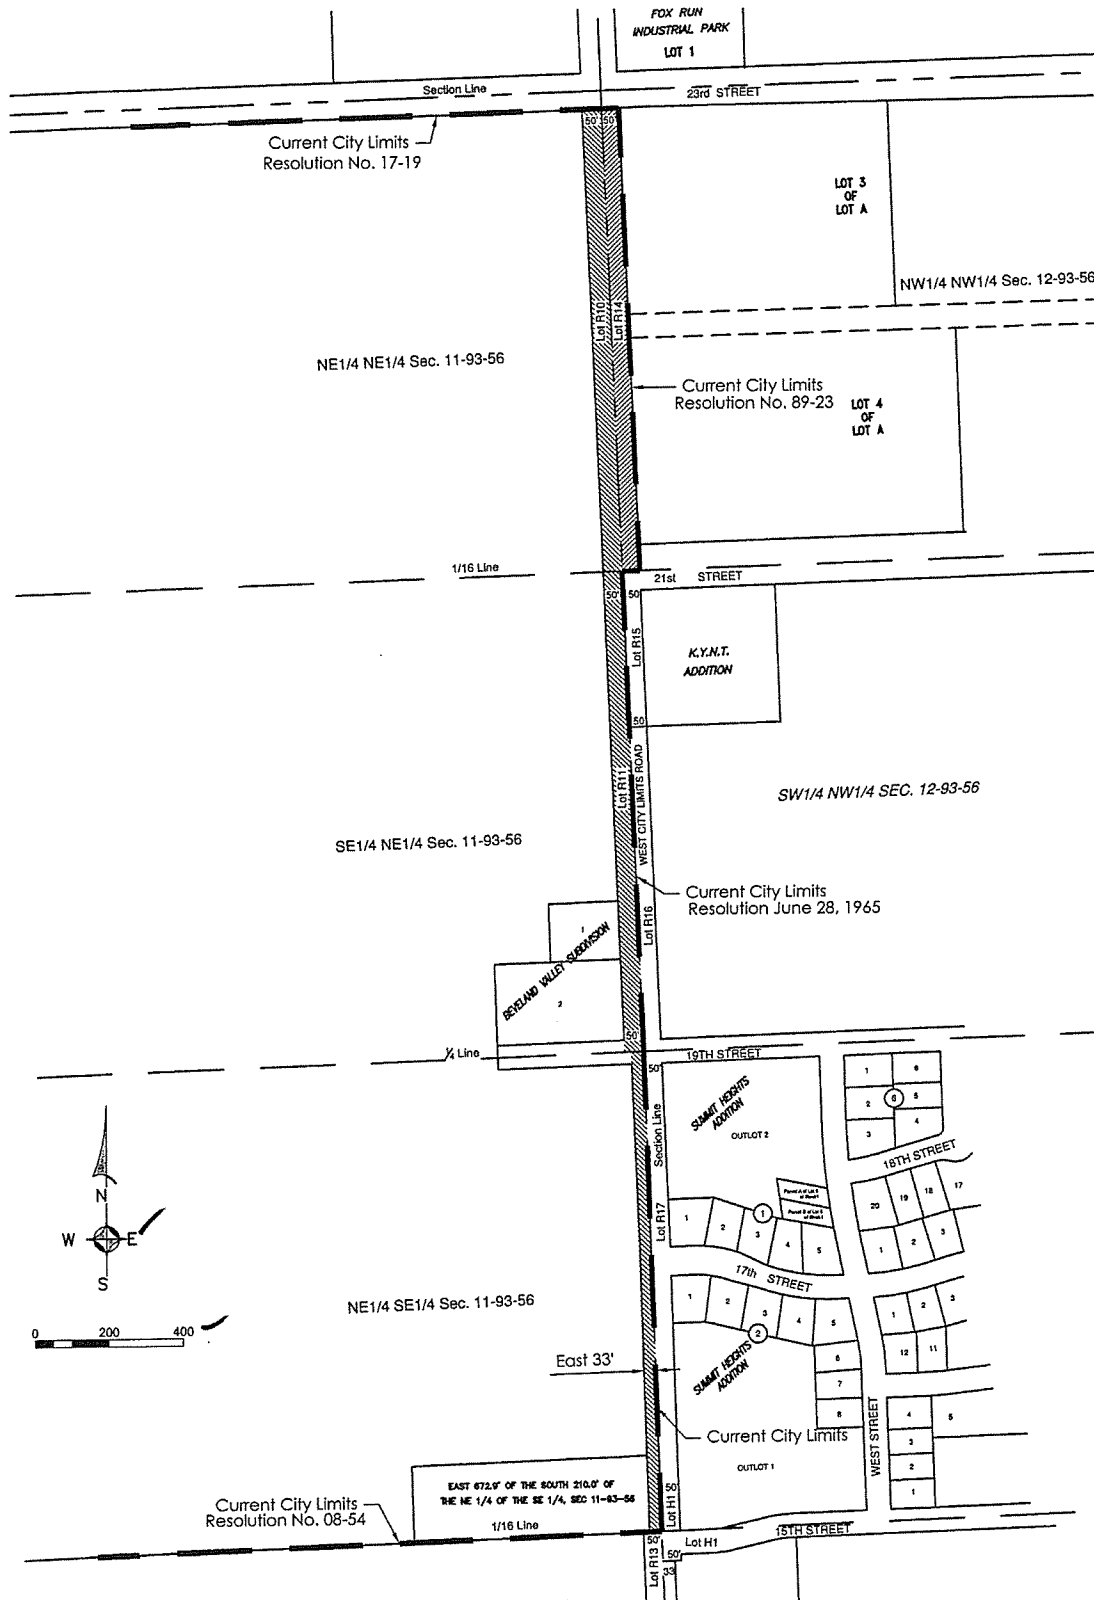 FOX RUN
INDUSTRIAL PARK
LOT 1
Section Line
23rd STREET
Current City Limits
Resolution No. 17-19
50'
50'
LOT 3
OF
LOT A
NW1/4 NW1/4 Sec. 12-93-56
Lot R10
Lot R14
NE1/4 NE1/4 Sec. 11-93-56
Current City Limits
Resolution No. 89-23
LOT 4
OF
LOT A
1/16 Line
21st STREET
50'
50'
Lot R15
K.Y.N.T.
ADDITION
50'
Lot R11
WEST CITY LIMITS ROAD
SW1/4 NW1/4 SEC. 12-93-56
SE1/4 NE1/4 Sec. 11-93-56
Current City Limits
Resolution June 28, 1965
Lot R16
1
BEVELAND VALLEY SUBDIVISION
2
50'
1/4 Line
19TH STREET
50'
SUMMIT HEIGHTS
ADDITION
OUTLOT 2
Section Line
1
6
2
6
5
3
4
18TH STREET
N
W
E
S
Lot R17
1
2
3
1
4
5
20
19
18
17
1
2
3
17th STREET
NE1/4 SE1/4 Sec. 11-93-56
0
200
400
1
2
3
4
5
2
6
7
8
1
2
3
12
11
East 33'
SUMMIT HEIGHTS
ADDITION
Current City Limits
WEST STREET
4
5
3
2
1
OUTLOT 1
EAST 672.9' OF THE SOUTH 210.0' OF
THE NE 1/4 OF THE SE 1/4, SEC 11-93-56
Current City Limits
Resolution No. 08-54
1/16 Line
50'
Lot H1
15TH STREET
50'
Lot H1
Lot R13
50'
33